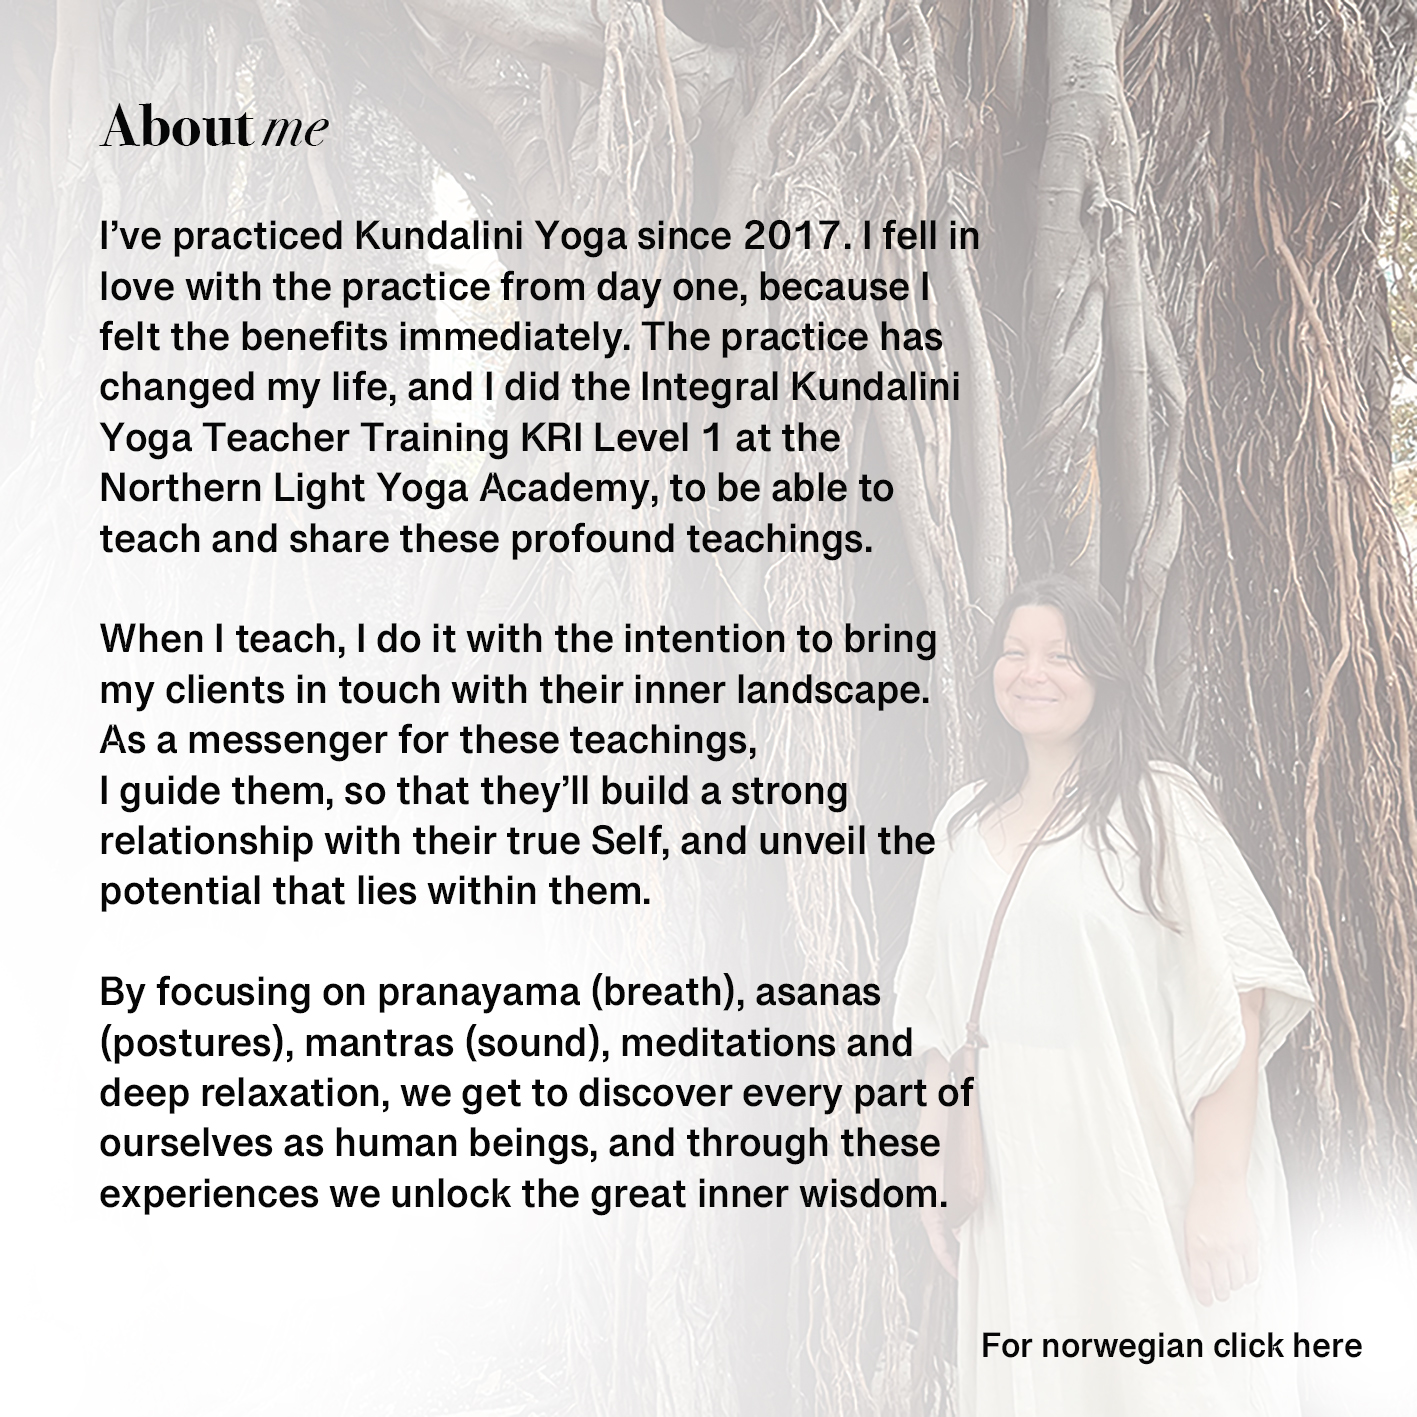 About me
I’ve practiced Kundalini Yoga since 2017. I fell in
love with the practice from day one, because I
felt the benefits immediately. The practice has
changed my life, and I did the Integral Kundalini
Yoga Teacher Training KRI Level 1 at the
Northern Light Yoga Academy, to be able to
teach and share these profound teachings.
When I teach, I do it with the intention to bring
my clients in touch with their inner landscape.
As a messenger for these teachings,
I guide them, so that they’ll build a strong
relationship with their true Self, and unveil the
potential that lies within them.
By focusing on pranayama (breath), asanas
(postures), mantras (sound), meditations and
deep relaxation, we get to discover every part of
ourselves as human beings, and through these
experiences we unlock the great inner wisdom.
For norwegian click here